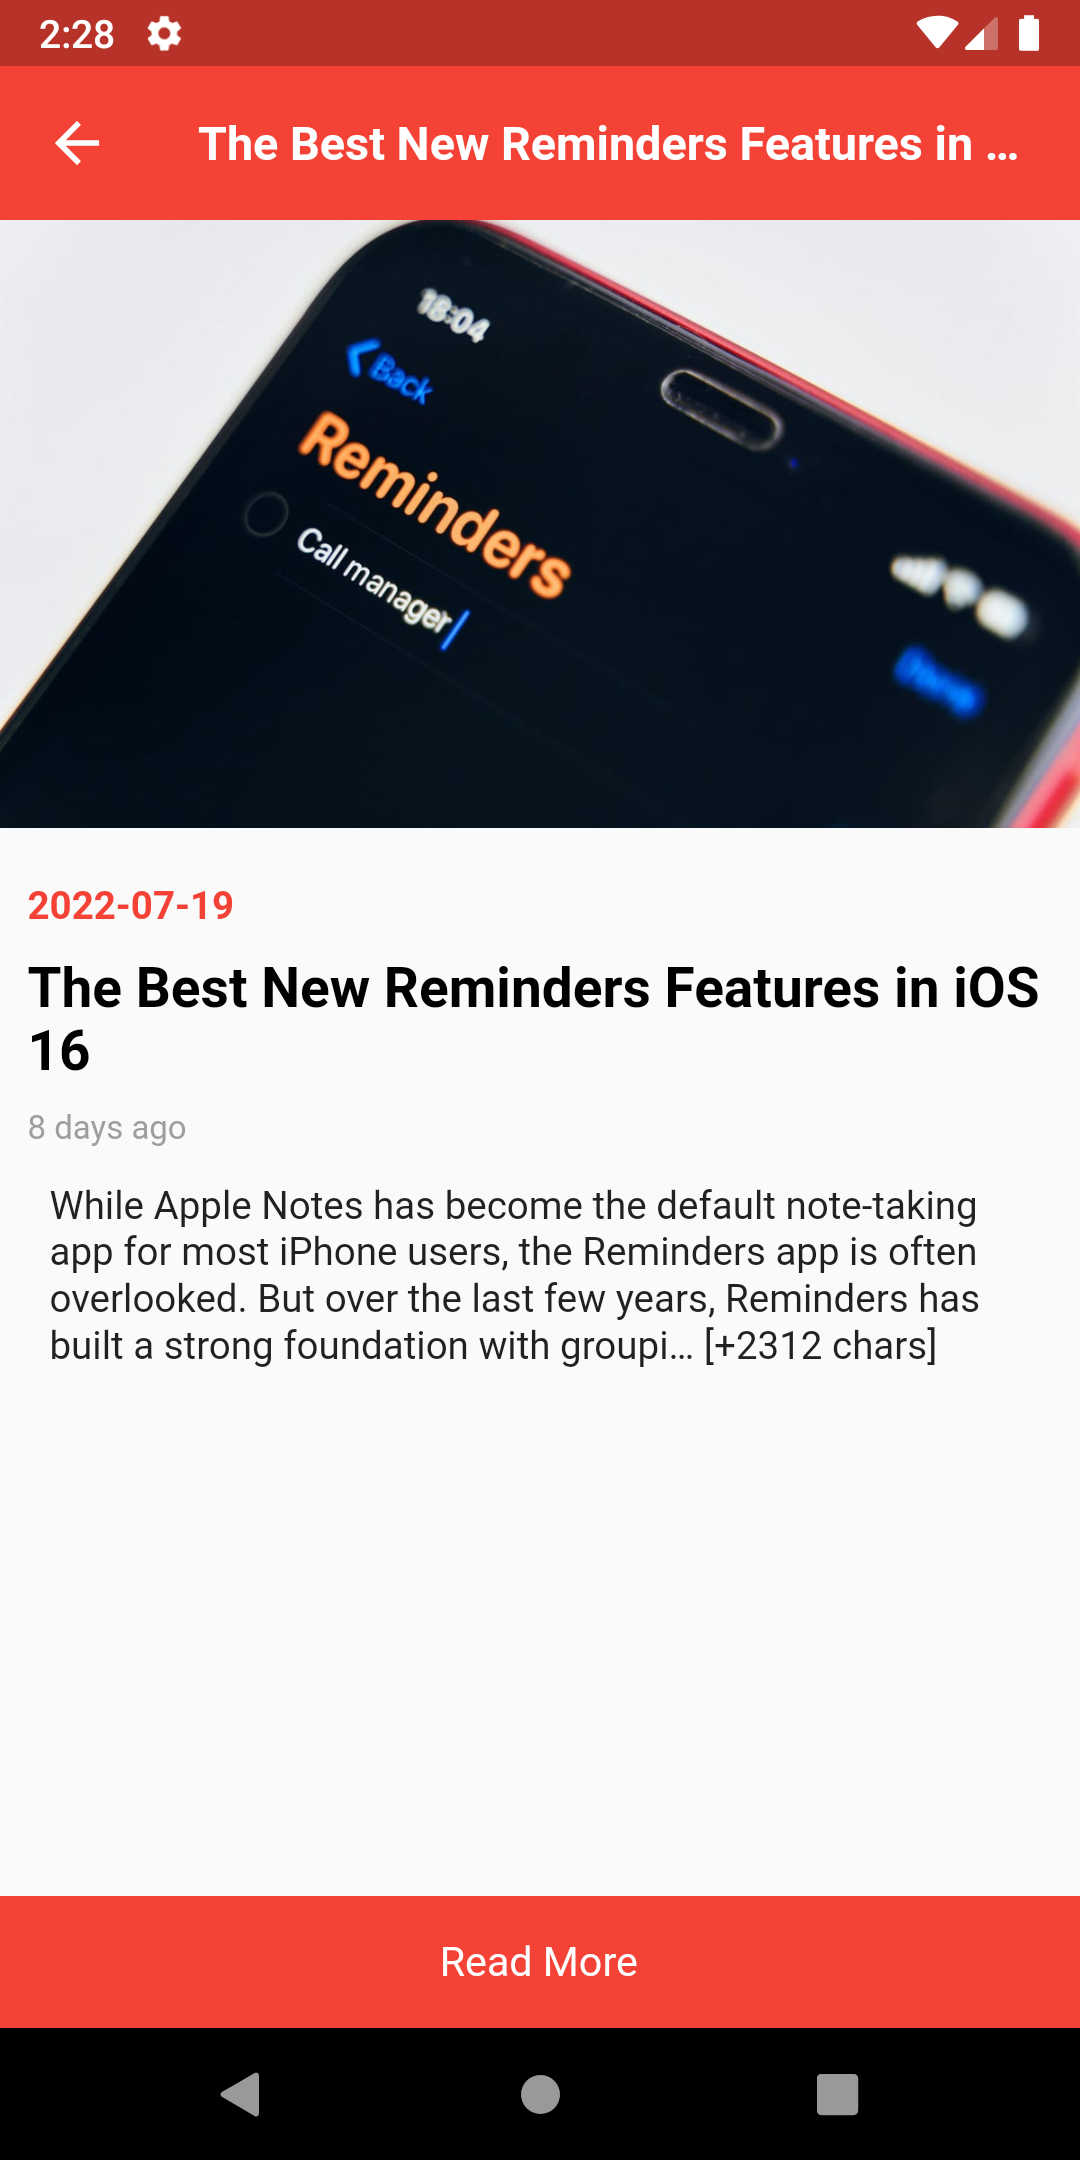 2:28
The Best New Reminders Features in ...
18:04
Back
Reminders
Call manager
Done
2022-07-19
The Best New Reminders Features in iOS
16
8 days ago
While Apple Notes has become the default note-taking
app for most iPhone users, the Reminders app is often
overlooked. But over the last few years, Reminders has
built a strong foundation with groupi… [+2312 chars]
Read More